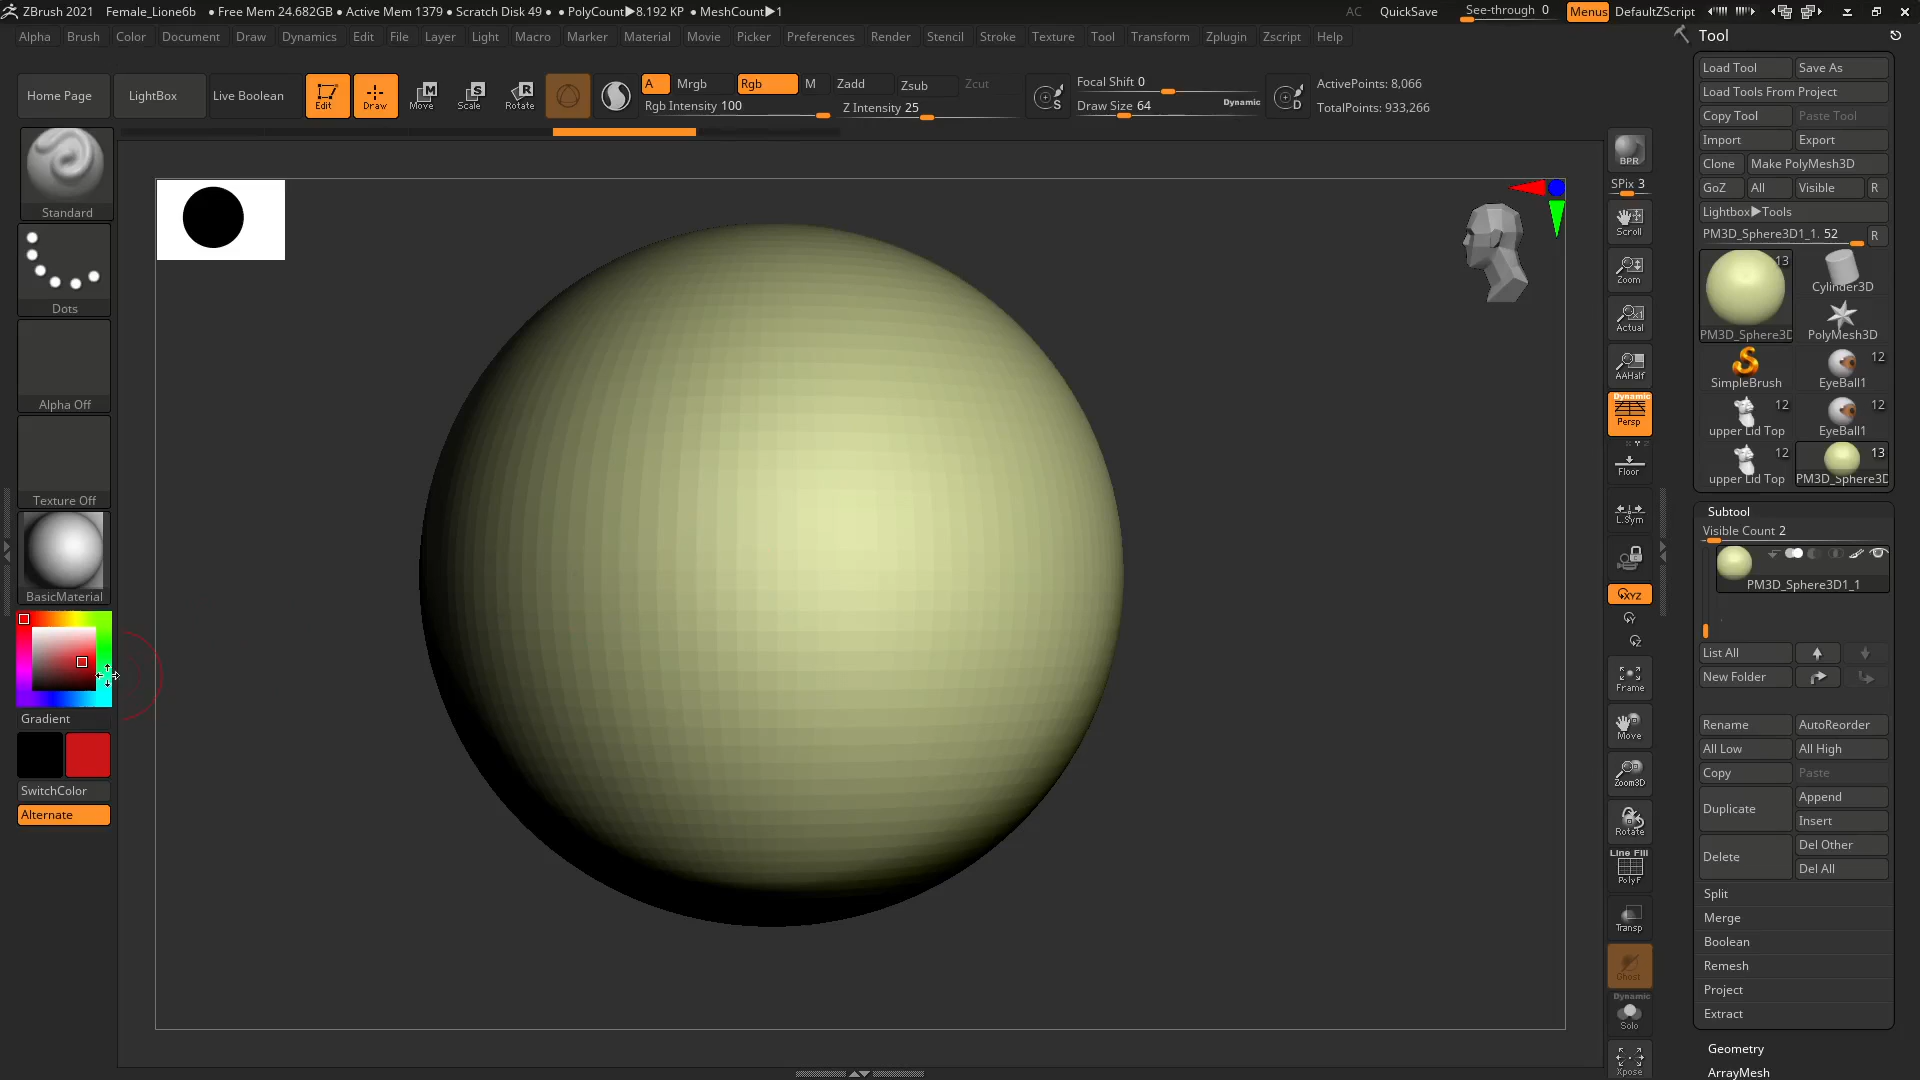 ZBrush 2021 Female_Lione6b • Free Mem 24.682GB • Active Mem 1379 • Scratch Disk 49 • PolyCount▶8.192 KP • MeshCount▶1 AC QuickSave See-through 0 Menus DefaultZScript
Alpha Brush Color Document Draw Dynamics Edit File Layer Light Macro Marker Material Movie Picker Preferences Render Stencil Stroke Texture Tool Transform Zplugin Zscript Help
Home Page
LightBox
Live Boolean
Edit
Draw
Move
Scale
Rotate
A Mrgb Rgb M Zadd Zsub Zcut
Rgb Intensity 100
Z Intensity 25
Focal Shift 0
Draw Size 64
Dynamic
ActivePoints: 8,066
TotalPoints: 933,266
Standard
Dots
Alpha Off
Texture Off
BasicMaterial
Gradient
SwitchColor
Alternate
BPR
SPix 3
Scroll
Zoom
Actual
AAHalf
Dynamic
Persp
Floor
L.Sym
XYZ
Y
Z
Frame
Move
Zoom3D
Rotate
Line Fill
PolyF
Transp
Ghost
Dynamic
Solo
Xpose
Tool
Load Tool Save As
Load Tools From Project
Copy Tool Paste Tool
Import Export
Clone Make PolyMesh3D
GoZ All Visible R
Lightbox▶Tools
PM3D_Sphere3D1_1. 52 R
13
PM3D_Sphere3D
Cylinder3D
PolyMesh3D
SimpleBrush
12
EyeBall1
12
upper Lid Top
12
EyeBall1
12
upper Lid Top
13
PM3D_Sphere3D
Subtool
Visible Count 2
PM3D_Sphere3D1_1
List All
New Folder
Rename AutoReorder
All Low All High
Copy Paste
Duplicate Append
Insert
Delete Del Other
Del All
Split
Merge
Boolean
Remesh
Project
Extract
Geometry
ArrayMesh